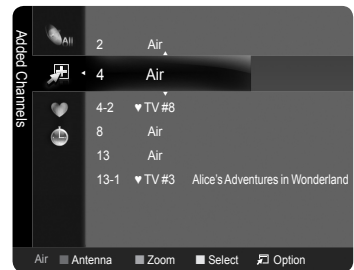 Added Channels
All
2 Air
4 Air
4-2 ♥ TV #8
8 Air
13 Air
13-1 ♥ TV #3 Alice's Adventures in Wonderland
Air Antenna Zoom Select Option